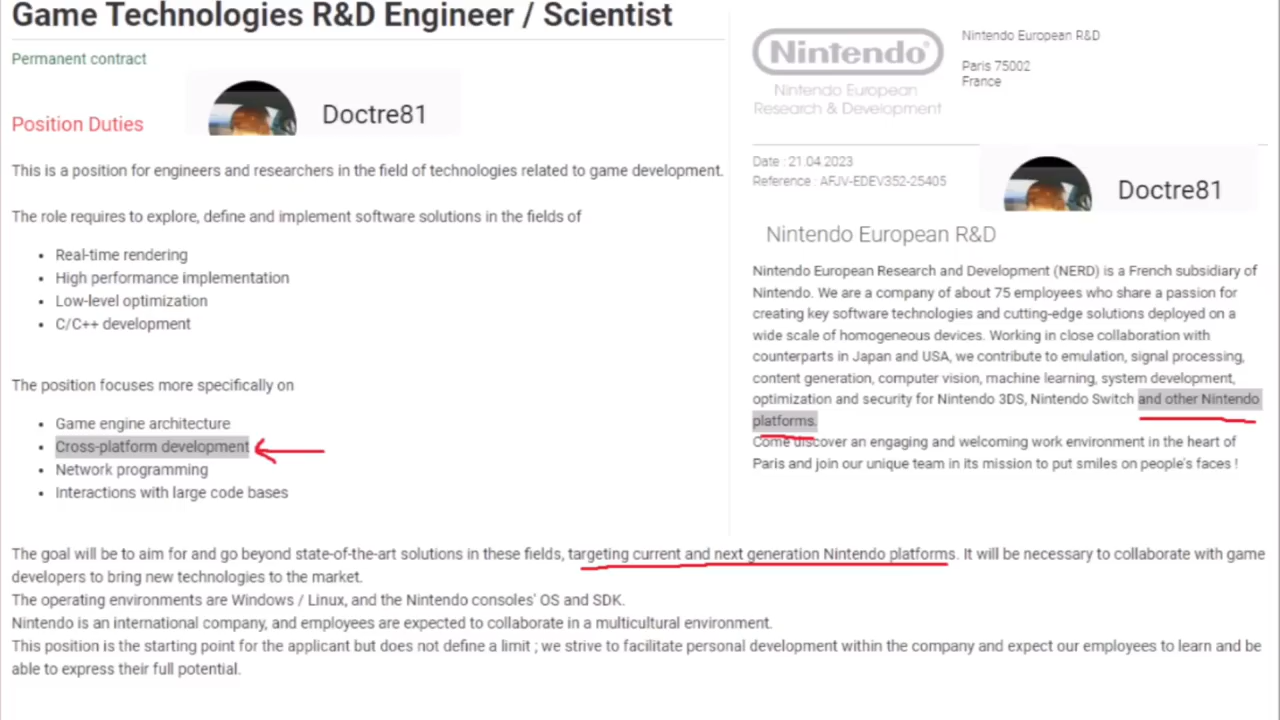 Game Technologies R&D Engineer / Scientist
Permanent contract
Doctre81
Position Duties
This is a position for engineers and researchers in the field of technologies related to game development.
The role requires to explore, define and implement software solutions in the fields of
• Real-time rendering
• High performance implementation
• Low-level optimization
• C/C++ development
The position focuses more specifically on
• Game engine architecture
• Cross-platform development
• Network programming
• Interactions with large code bases
Nintendo®
Nintendo European
Research & Development
Nintendo European R&D
Paris 75002
France
Date : 21.04.2023
Reference : AFJV-EDEV352-25405
Doctre81
Nintendo European R&D
Nintendo European Research and Development (NERD) is a French subsidiary of
Nintendo. We are a company of about 75 employees who share a passion for
creating key software technologies and cutting-edge solutions deployed on a
wide scale of homogeneous devices. Working in close collaboration with
counterparts in Japan and USA, we contribute to emulation, signal processing,
content generation, computer vision, machine learning, system development,
optimization and security for Nintendo 3DS, Nintendo Switch and other Nintendo
platforms.
Come discover an engaging and welcoming work environment in the heart of
Paris and join our unique team in its mission to put smiles on people's faces !
The goal will be to aim for and go beyond state-of-the-art solutions in these fields, targeting current and next generation Nintendo platforms. It will be necessary to collaborate with game
developers to bring new technologies to the market.
The operating environments are Windows / Linux, and the Nintendo consoles' OS and SDK.
Nintendo is an international company, and employees are expected to collaborate in a multicultural environment.
This position is the starting point for the applicant but does not define a limit ; we strive to facilitate personal development within the company and expect our employees to learn and be
able to express their full potential.